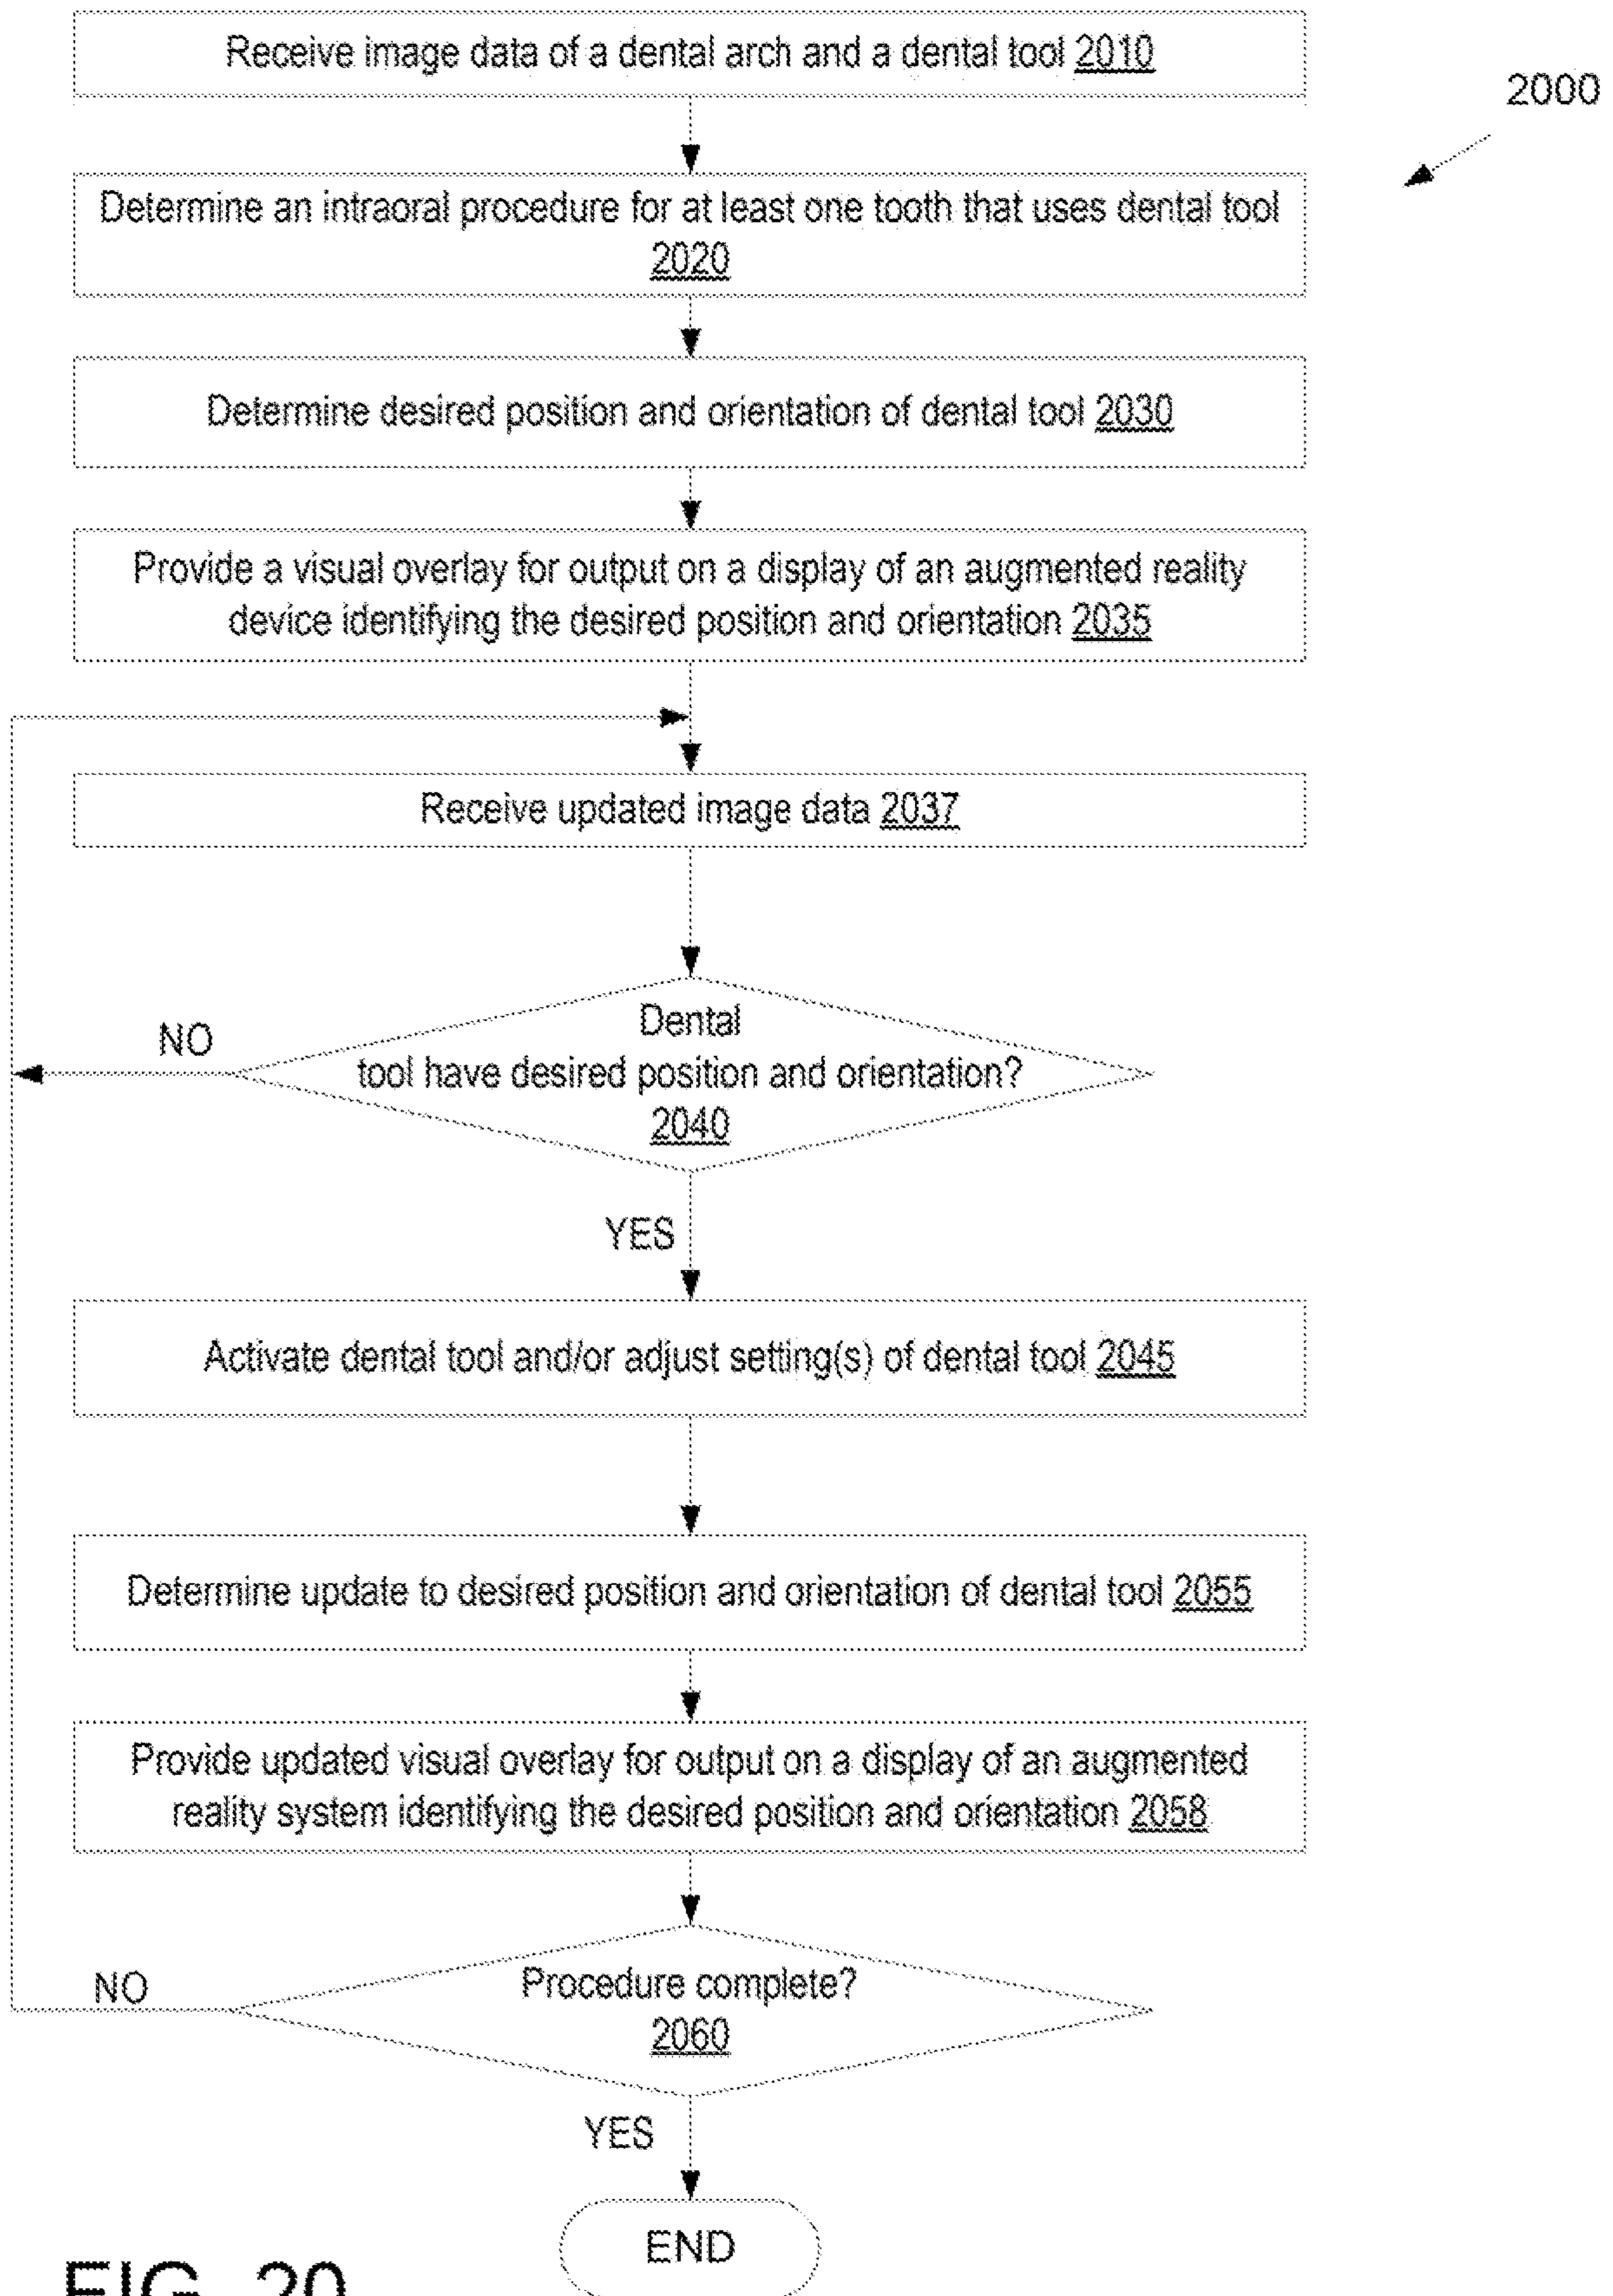 Receive image data of a dental arch and a dental tool 2010
2000
Determine an intraoral procedure for at least one tooth that uses dental tool
2020
Determine desired position and orientation of dental tool 2030
Provide a visual overlay for output on a display of an augmented reality
device identifying the desired position and orientation 2035
Receive updated image data 2037
Dental
NO
tool have desired position and orientation?
2040
YES
Activate dental tool and/or adjust setting(s) of dental tool 2045
Determine update to desired position and orientation of dental tool 2055
Provide updated visual overlay for output on a display of an augmented
reality system identifying the desired position and orientation 2058
Procedure complete?
NO
2060
YES
END
FIG. 20